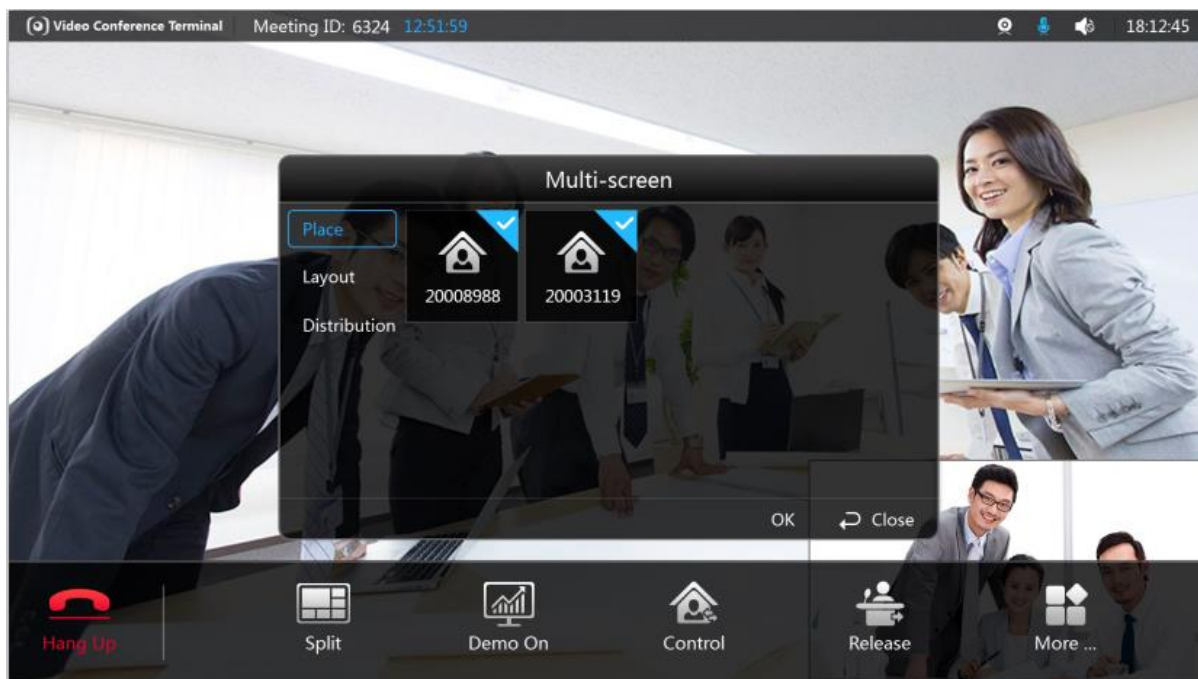 Video Conference Terminal Meeting ID: 6324 12:51:59 18:12:45
Multi-screen
Place
Layout
Distribution
20008988 20003119
OK Close
Hang Up Split Demo On Control Release More ...